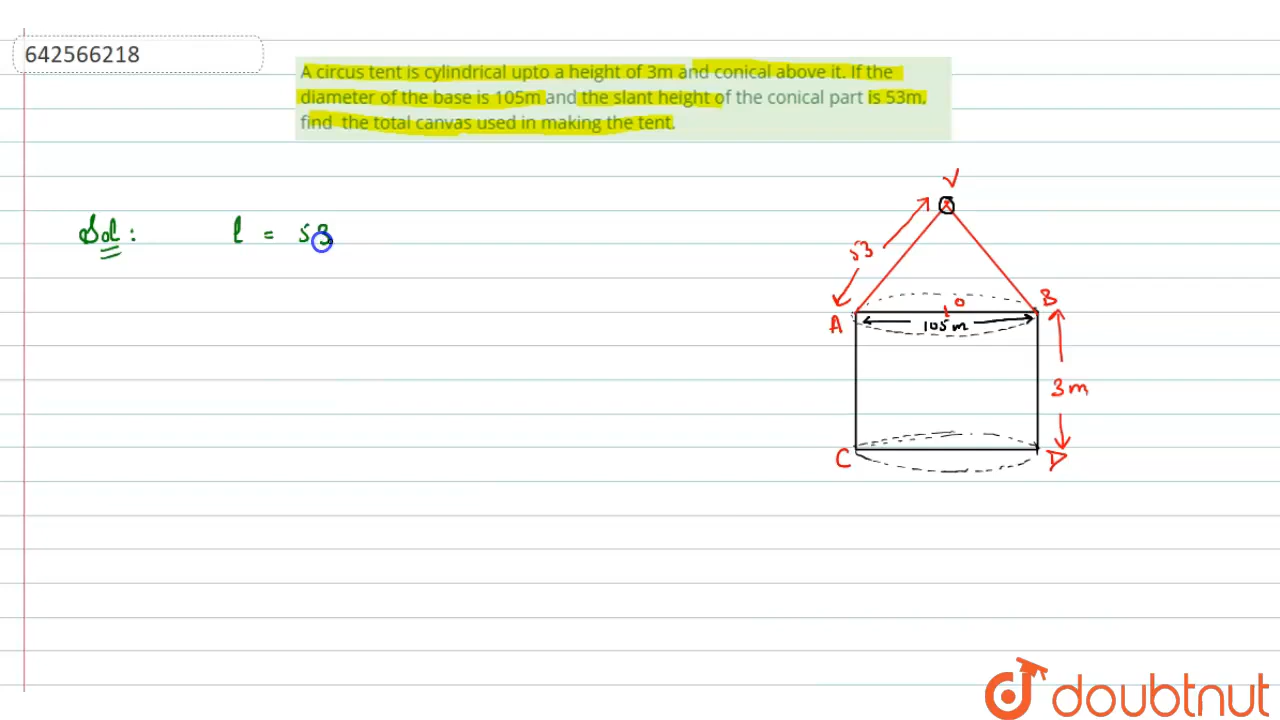 642566218
A circus tent is cylindrical upto a height of 3m and conical above it. If the
diameter of the base is 105m and the slant height of the conical part is 53m,
find the total canvas used in making the tent.
Sol: l = 53
V
53
A
O
B
105m
3m
C
D
doubtnut